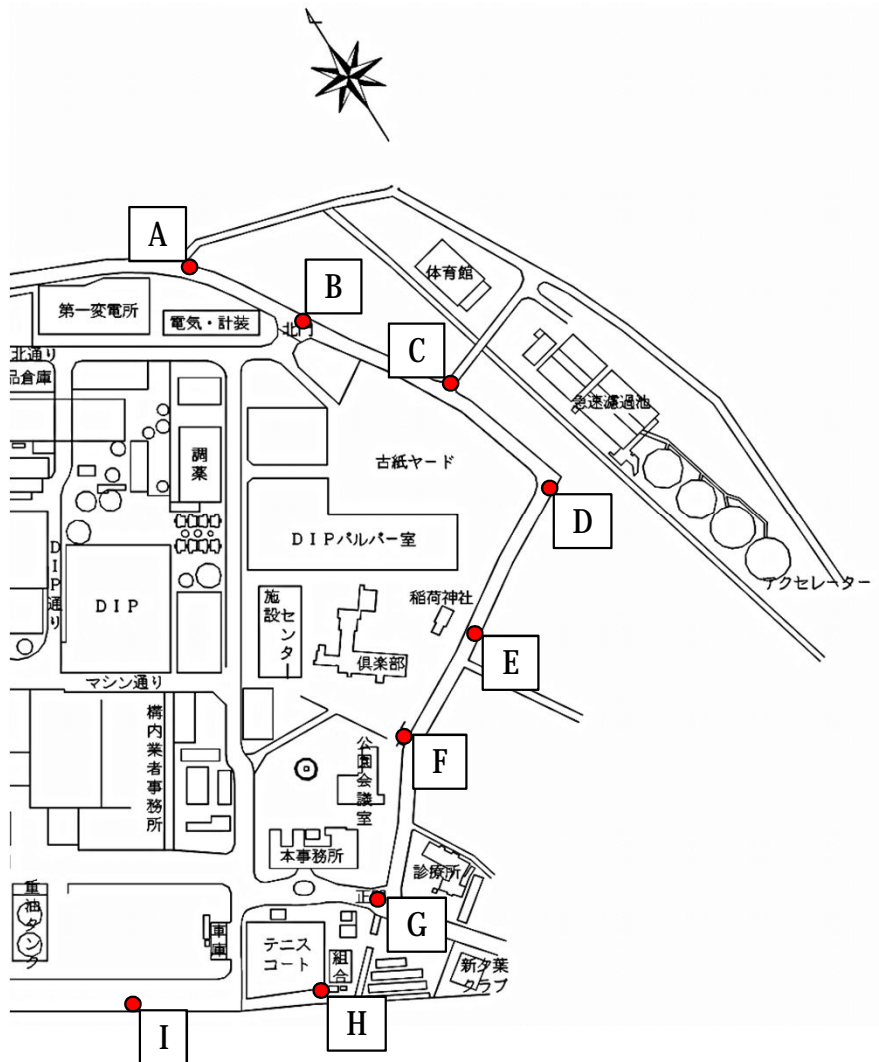 A
B
C
D
E
F
G
H
I
体育館
第一変電所
電気・計装
北門
北通り
品倉庫
急速濾過池
調薬
古紙ヤード
DIPパルパー室
アクセレーター
DIP通り
DIP
施設センター
稲荷神社
倶楽部
マシン通り
構内業者事務所
会議室
本事務所
診療所
重油タンク
車庫
テニス
コート
組合
新夕葉
クラブ